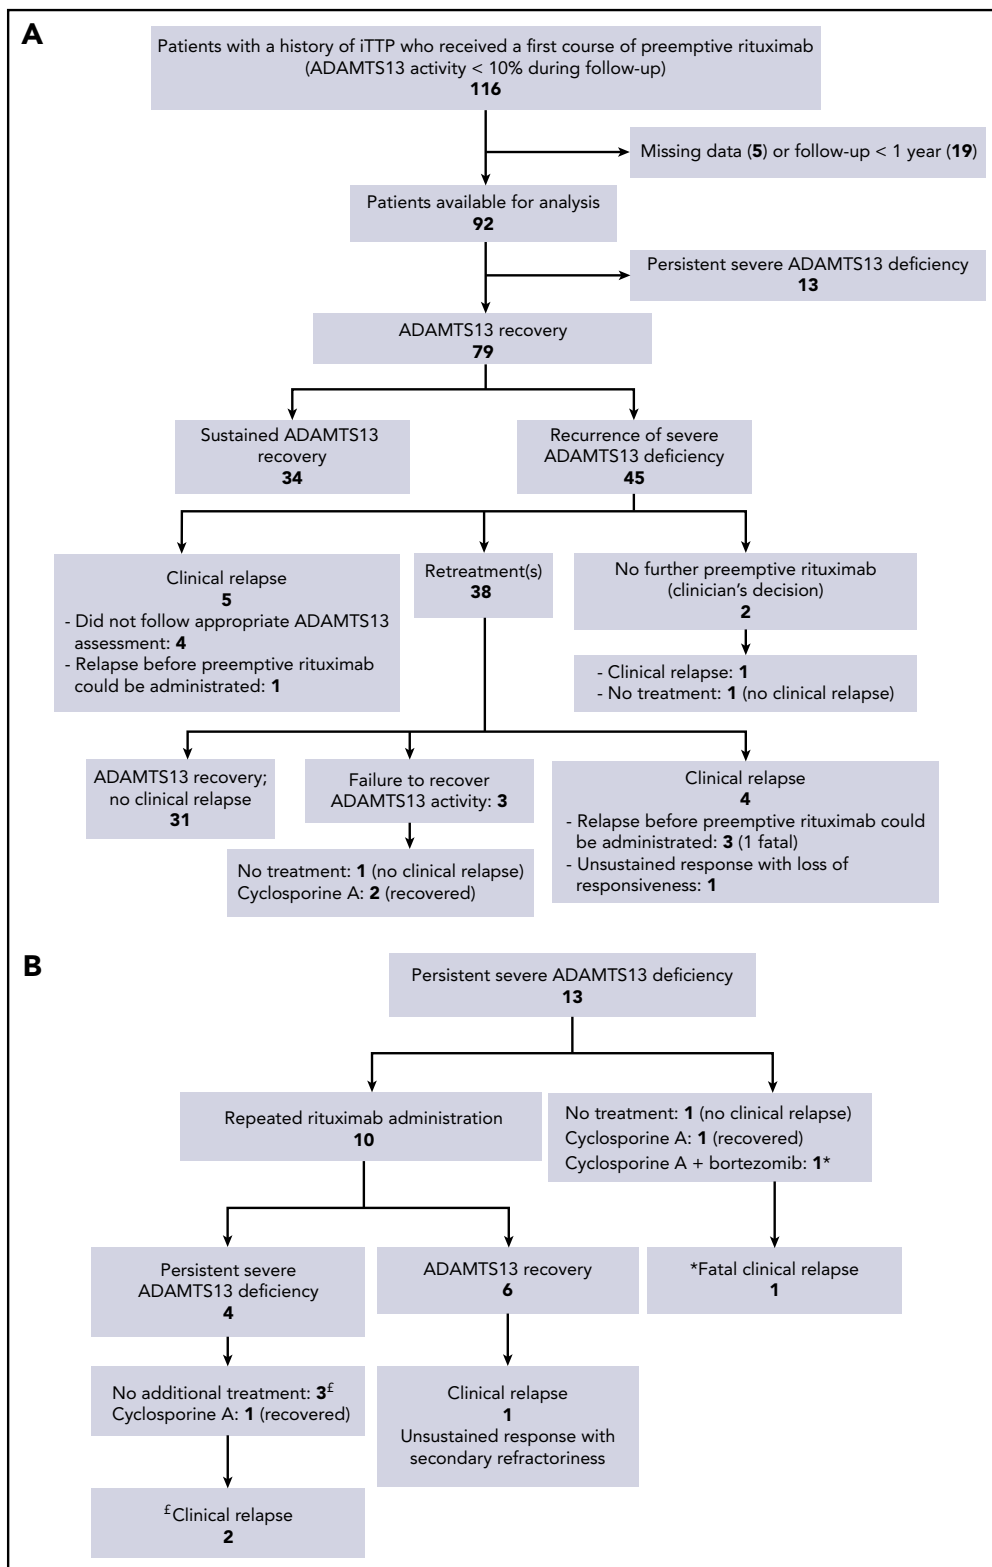 A
Patients with a history of iTTP who received a first course of preemptive rituximab
(ADAMTS13 activity < 10% during follow-up)
116
Missing data (5) or follow-up < 1 year (19)
Patients available for analysis
92
Persistent severe ADAMTS13 deficiency
13
ADAMTS13 recovery
79
Sustained ADAMTS13
recovery
34
Recurrence of severe
ADAMTS13 deficiency
45
Clinical relapse
5
- Did not follow appropriate ADAMTS13
assessment: 4
- Relapse before preemptive rituximab
could be administrated: 1
Retreatment(s)
38
No further preemptive rituximab
(clinician's decision)
2
- Clinical relapse: 1
- No treatment: 1 (no clinical relapse)
ADAMTS13 recovery;
no clinical relapse
31
Failure to recover
ADAMTS13 activity: 3
No treatment: 1 (no clinical relapse)
Cyclosporine A: 2 (recovered)
Clinical relapse
4
- Relapse before preemptive rituximab could
be administrated: 3 (1 fatal)
- Unsustained response with loss of
responsiveness: 1
B
Persistent severe ADAMTS13 deficiency
13
Repeated rituximab administration
10
No treatment: 1 (no clinical relapse)
Cyclosporine A: 1 (recovered)
Cyclosporine A + bortezomib: 1*
Persistent severe
ADAMTS13 deficiency
4
ADAMTS13 recovery
6
*Fatal clinical relapse
1
No additional treatment: 3£
Cyclosporine A: 1 (recovered)
Clinical relapse
1
Unsustained response with
secondary refractoriness
£Clinical relapse
2